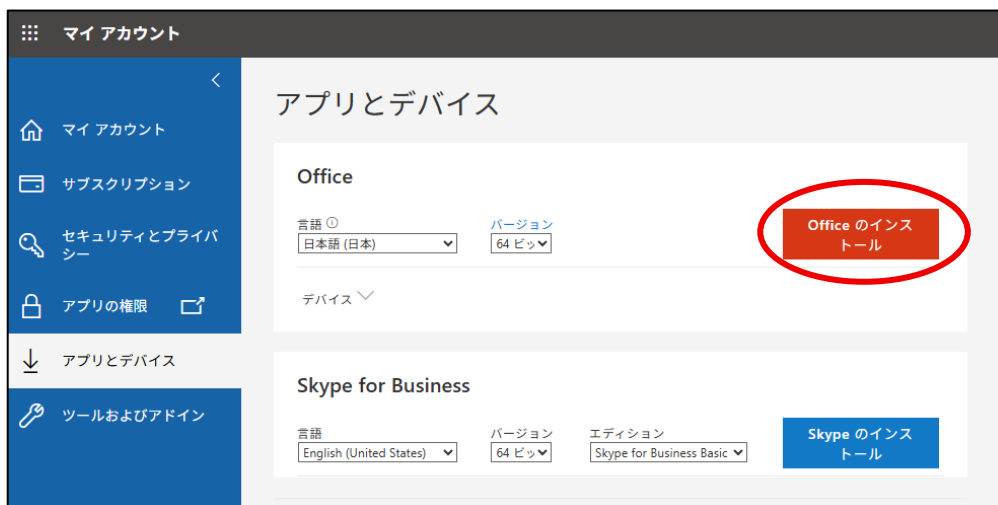 マイ アカウント
マイ アカウント
サブスクリプション
セキュリティとプライバ
シー
アプリの権限
アプリとデバイス
ツールおよびアドイン
アプリとデバイス
Office
言語
バージョン
日本語 (日本)
64 ビッ
Office のインス
トール
デバイス
Skype for Business
言語
バージョン
エディション
English (United States)
64 ビッ
Skype for Business Basic
Skype のインス
トール